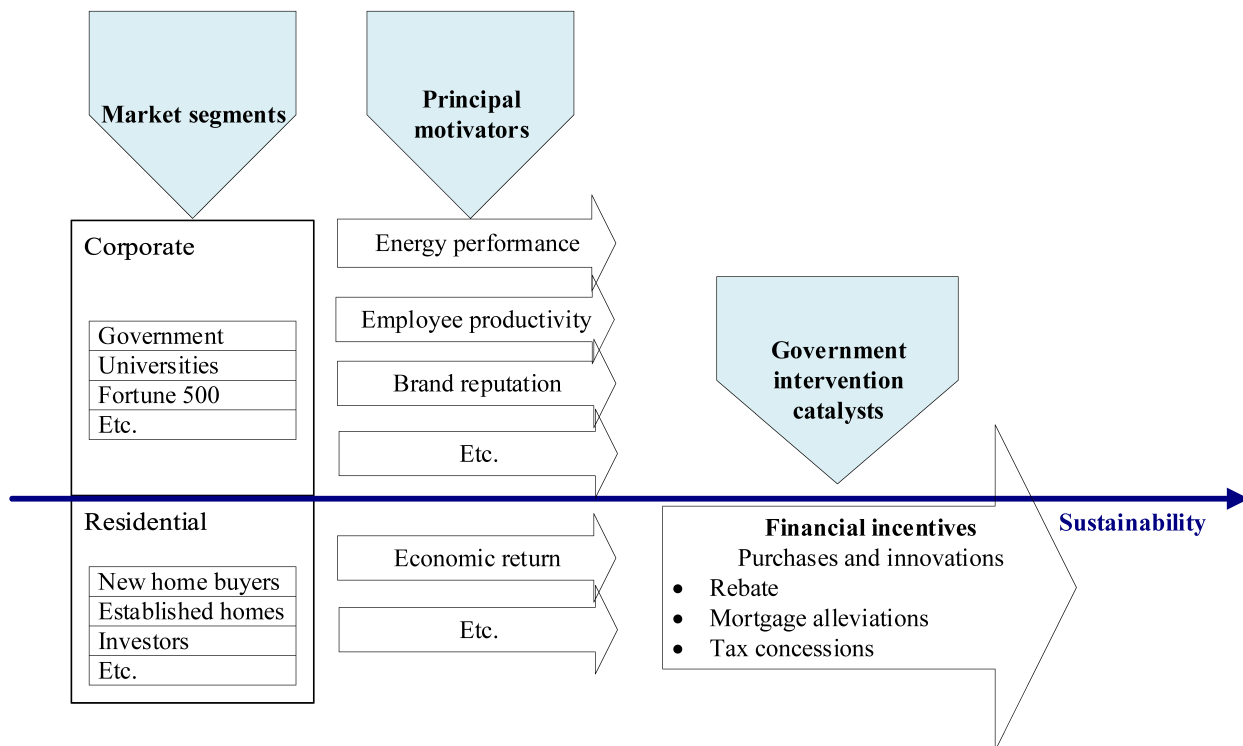 Market segments
Principal
motivators
Corporate
Government
Universities
Fortune 500
Etc.
Energy performance
Employee productivity
Brand reputation
Etc.
Government
intervention
catalysts
Sustainability
Residential
New home buyers
Established homes
Investors
Etc.
Economic return
Etc.
Financial incentives
Purchases and innovations
• Rebate
• Mortgage alleviations
• Tax concessions